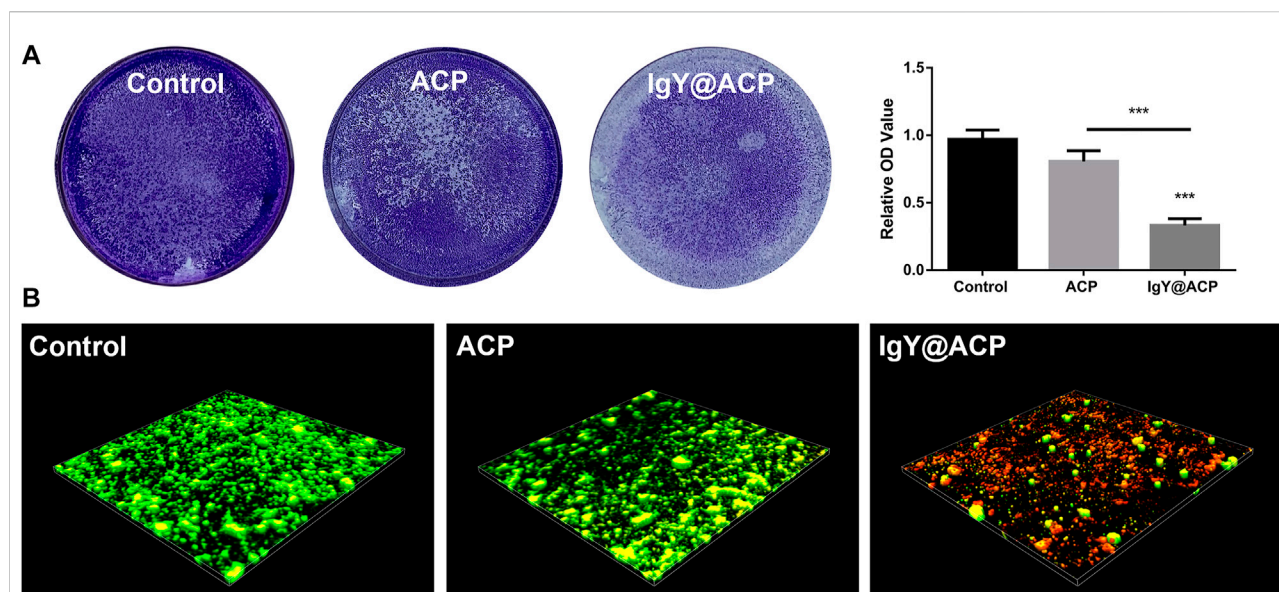 A
Control
ACP
IgY@ACP
Relative OD Value
1.5
1.0
0.5
0.0
***
***
Control
ACP
IgY@ACP
B
Control
ACP
IgY@ACP